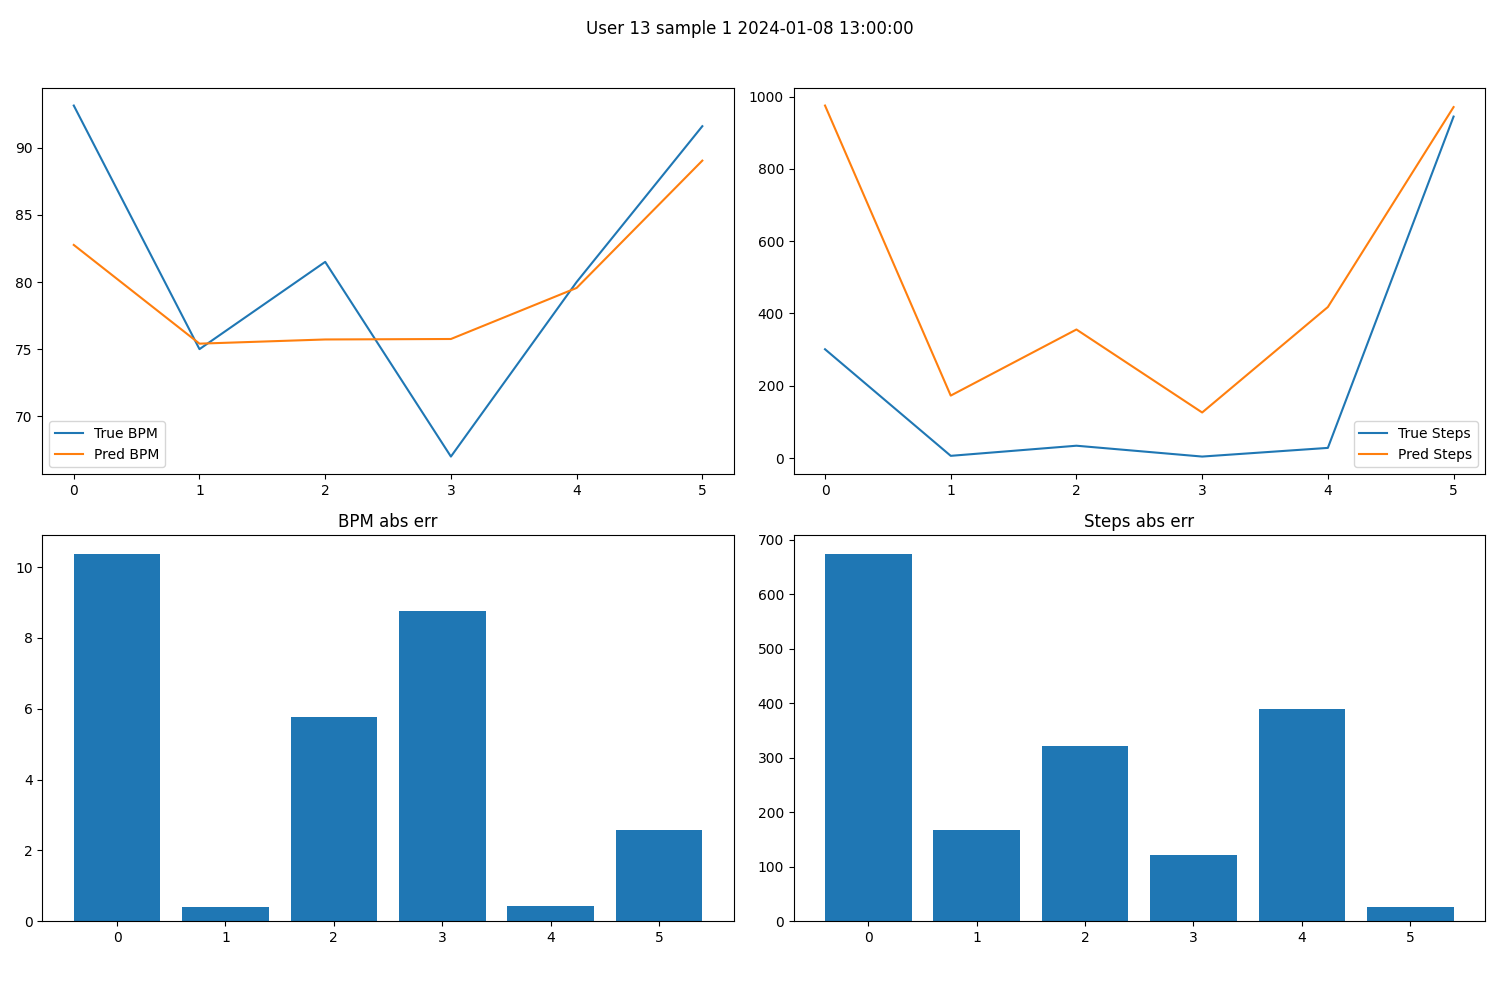 User 13 sample 1 2024-01-08 13:00:00
90
85
80
75
70
True BPM
Pred BPM
0 1 2 3 4 5
1000
800
600
400
200
0
True Steps
Pred Steps
0 1 2 3 4 5
BPM abs err
10
8
6
4
2
0
0 1 2 3 4 5
Steps abs err
700
600
500
400
300
200
100
0
0 1 2 3 4 5